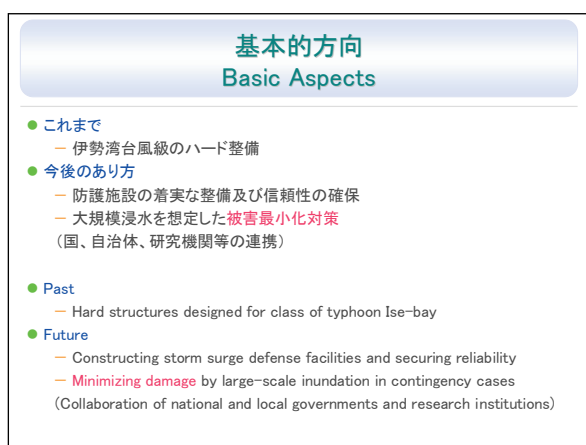 基本的方向
Basic Aspects
● これまで
− 伊勢湾台風級のハード整備
● 今後のあり方
− 防護施設の着実な整備及び信頼性の確保
− 大規模浸水を想定した被害最小化対策
（国、自治体、研究機関等の連携）
● Past
− Hard structures designed for class of typhoon Ise-bay
● Future
− Constructing storm surge defense facilities and securing reliability
− Minimizing damage by large-scale inundation in contingency cases
(Collaboration of national and local governments and research institutions)